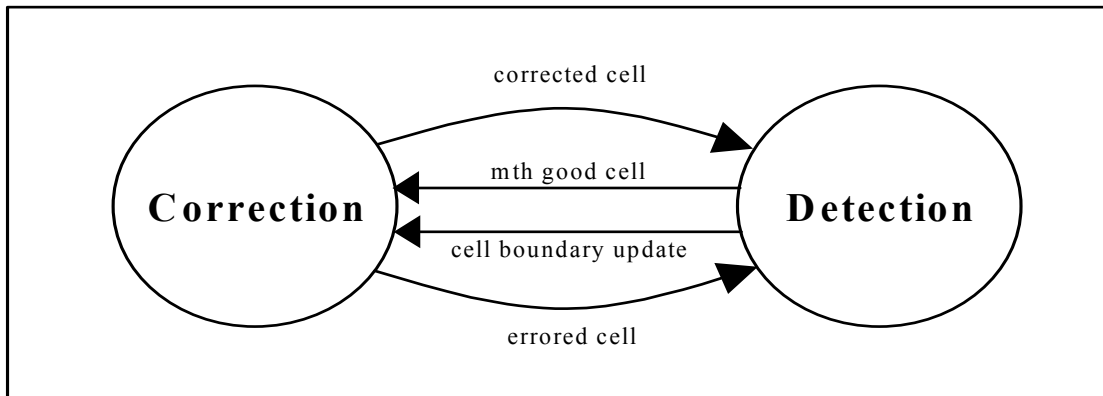 corrected cell
mth good cell
Correction
Detection
cell boundary update
errored cell